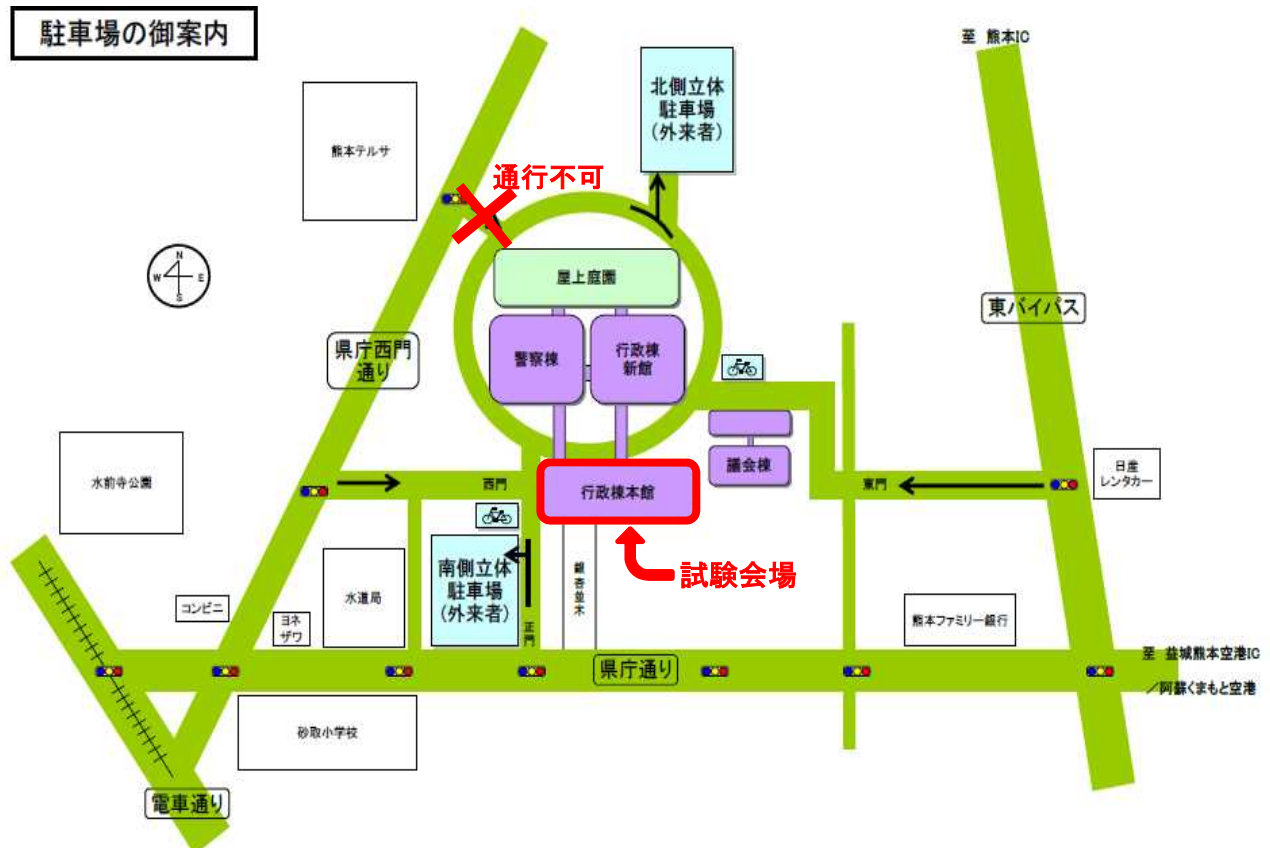 駐車場の御案内
至 熊本IC
北側立体
駐車場
(外来者)
熊本テルサ
通行不可
屋上庭園
N
W E
S
東バイパス
県庁西門
通り
警察棟
行政棟
新館
議会棟
水前寺公園
西門
行政棟本館
東門
日産
レンタカー
南側立体
駐車場
(外来者)
銀杏並木
試験会場
水道局
コンビニ
ヨネ
ザワ
正門
熊本ファミリー銀行
県庁通り
至 益城熊本空港IC
/阿蘇くまもと空港
砂取小学校
電車通り